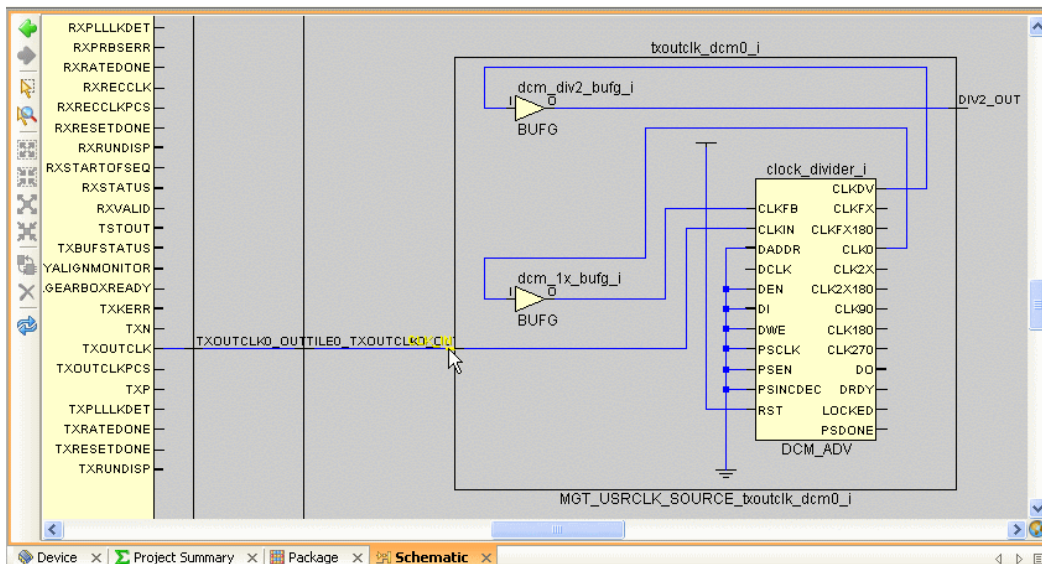 RXPLLLKDET
RXPRBSERR
RXRATEDONE
RXRECCLK
RXRECCLKPCS
RXRESETDONE
RXRUNDISP
RXSTARTOFSEQ
RXSTATUS
RXVALID
TSTOUT
TXBUFSTATUS
YALIGNMONITOR
.GEARBOXREADY
TXKERR
TXN
TXOUTCLK
TXOUTCLKPCS
TXP
TXPLLLKDET
TXRATEDONE
TXRESETDONE
TXRUNDISP
TXOUTCLK0_OUT
TILE0_TXOUTCLK0_
txoutclk_dcm0_i
dcm_div2_bufg_i
I
O
BUFG
DIV2_OUT
dcm_1x_bufg_i
I
O
BUFG
clock_divider_i
CLKDV
CLKFB
CLKFX
CLKIN
CLKFX180
DADDR
CLK0
DCLK
CLK2X
DEN
CLK2X180
DI
CLK90
DWE
CLK180
PSCLK
CLK270
PSEN
DO
PSINCDEC
DRDY
RST
LOCKED
PSDONE
DCM_ADV
MGT_USRCLK_SOURCE_txoutclk_dcm0_i
Device
Project Summary
Package
Schematic